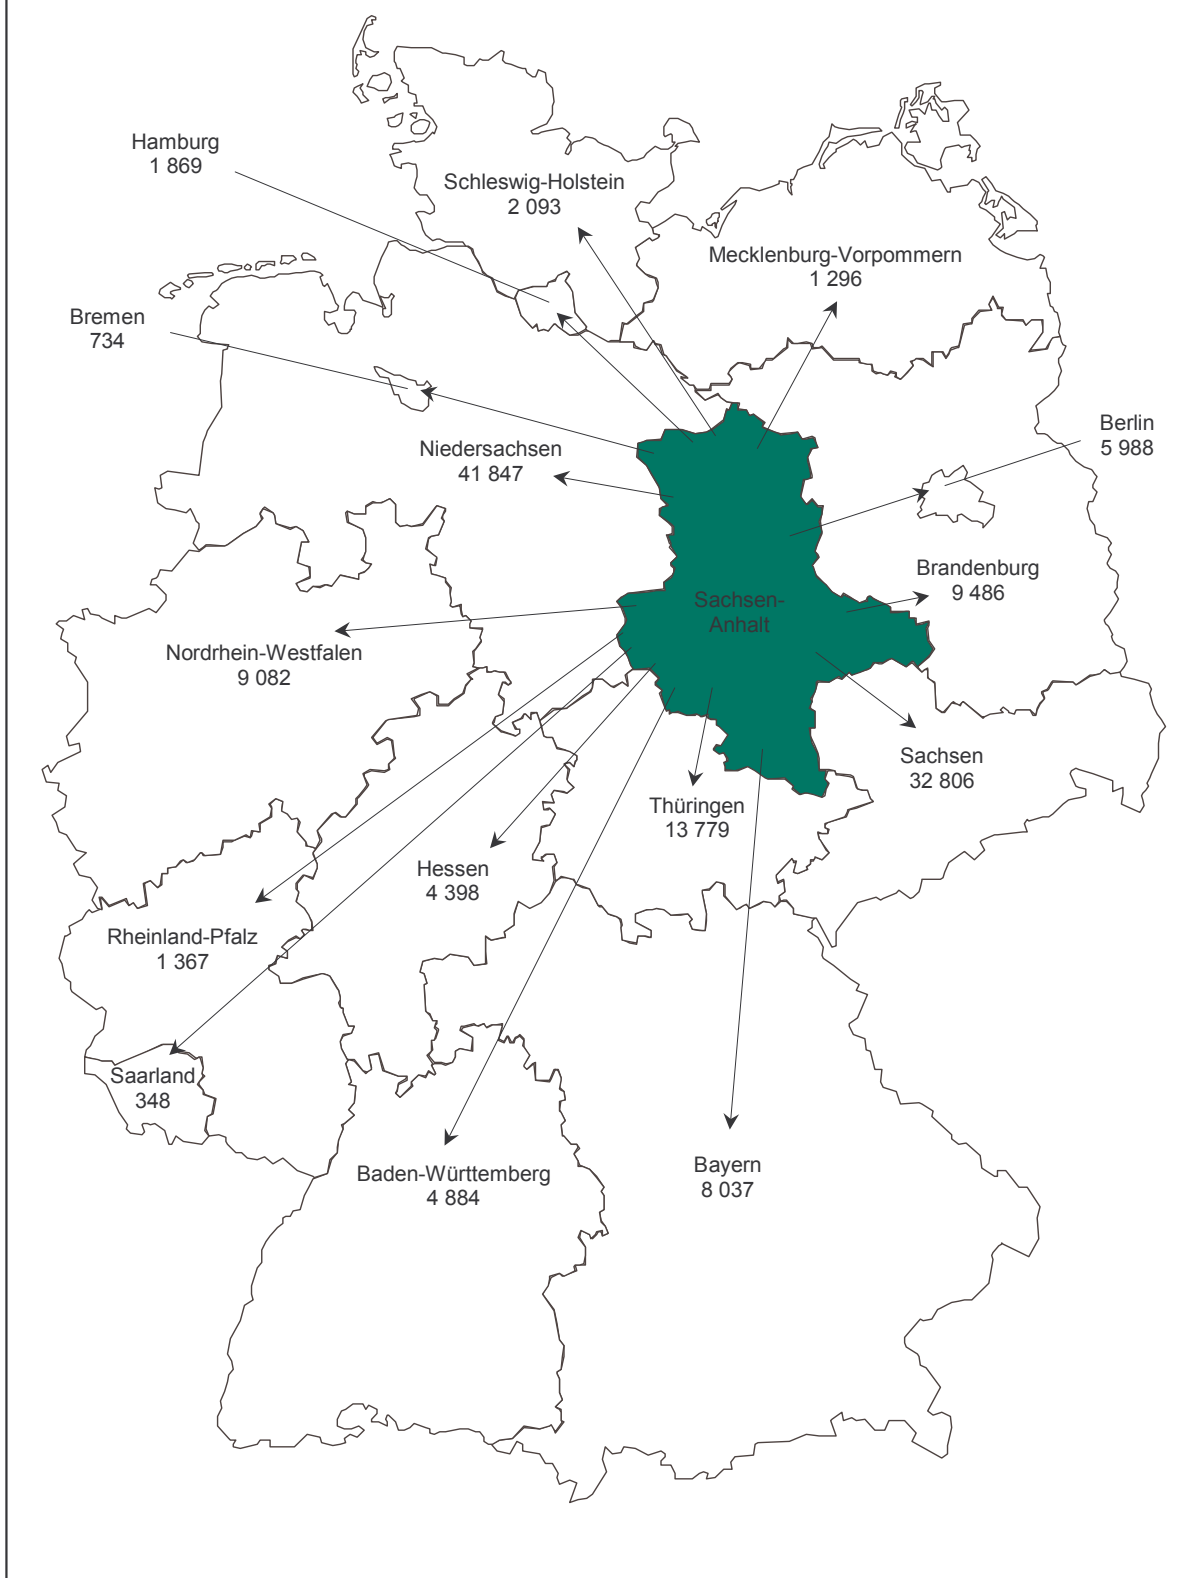 Hamburg
1 869
Schleswig-Holstein
2 093
Mecklenburg-Vorpommern
1 296
Bremen
734
Niedersachsen
41 847
Berlin
5 988
Brandenburg
9 486
Sachsen-
Anhalt
Nordrhein-Westfalen
9 082
Sachsen
32 806
Thüringen
13 779
Hessen
4 398
Rheinland-Pfalz
1 367
Saarland
348
Baden-Württemberg
4 884
Bayern
8 037